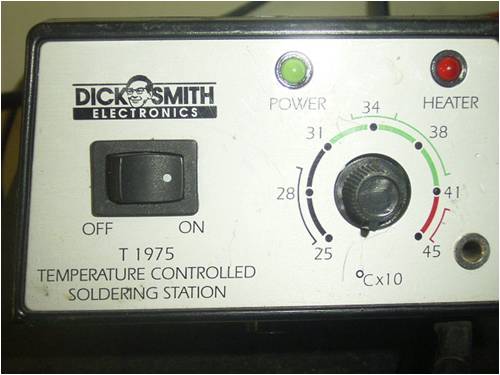 DICK SMITH
ELECTRONICS
POWER
HEATER
OFF
ON
T 1975
TEMPERATURE CONTROLLED
SOLDERING STATION
25
28
31
34
38
41
45
°Cx10